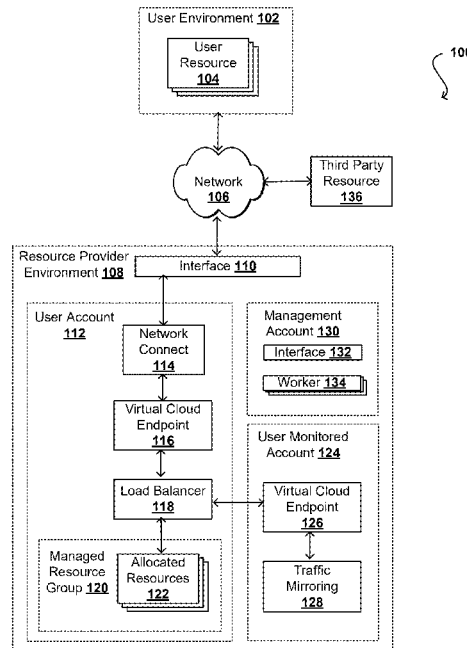 User Environment 102
User
Resource
104
Network
106
Third Party
Resource
136
Resource Provider
Environment 108
Interface 110
User Account
112
Network
Connect
114
Virtual Cloud
Endpoint
116
Load Balancer
118
Managed
Resource
Group 120
Allocated
Resources
122
Management
Account
130
Interface 132
Worker 134
User Monitored
Account 124
Virtual Cloud
Endpoint
126
Traffic
Mirroring
128